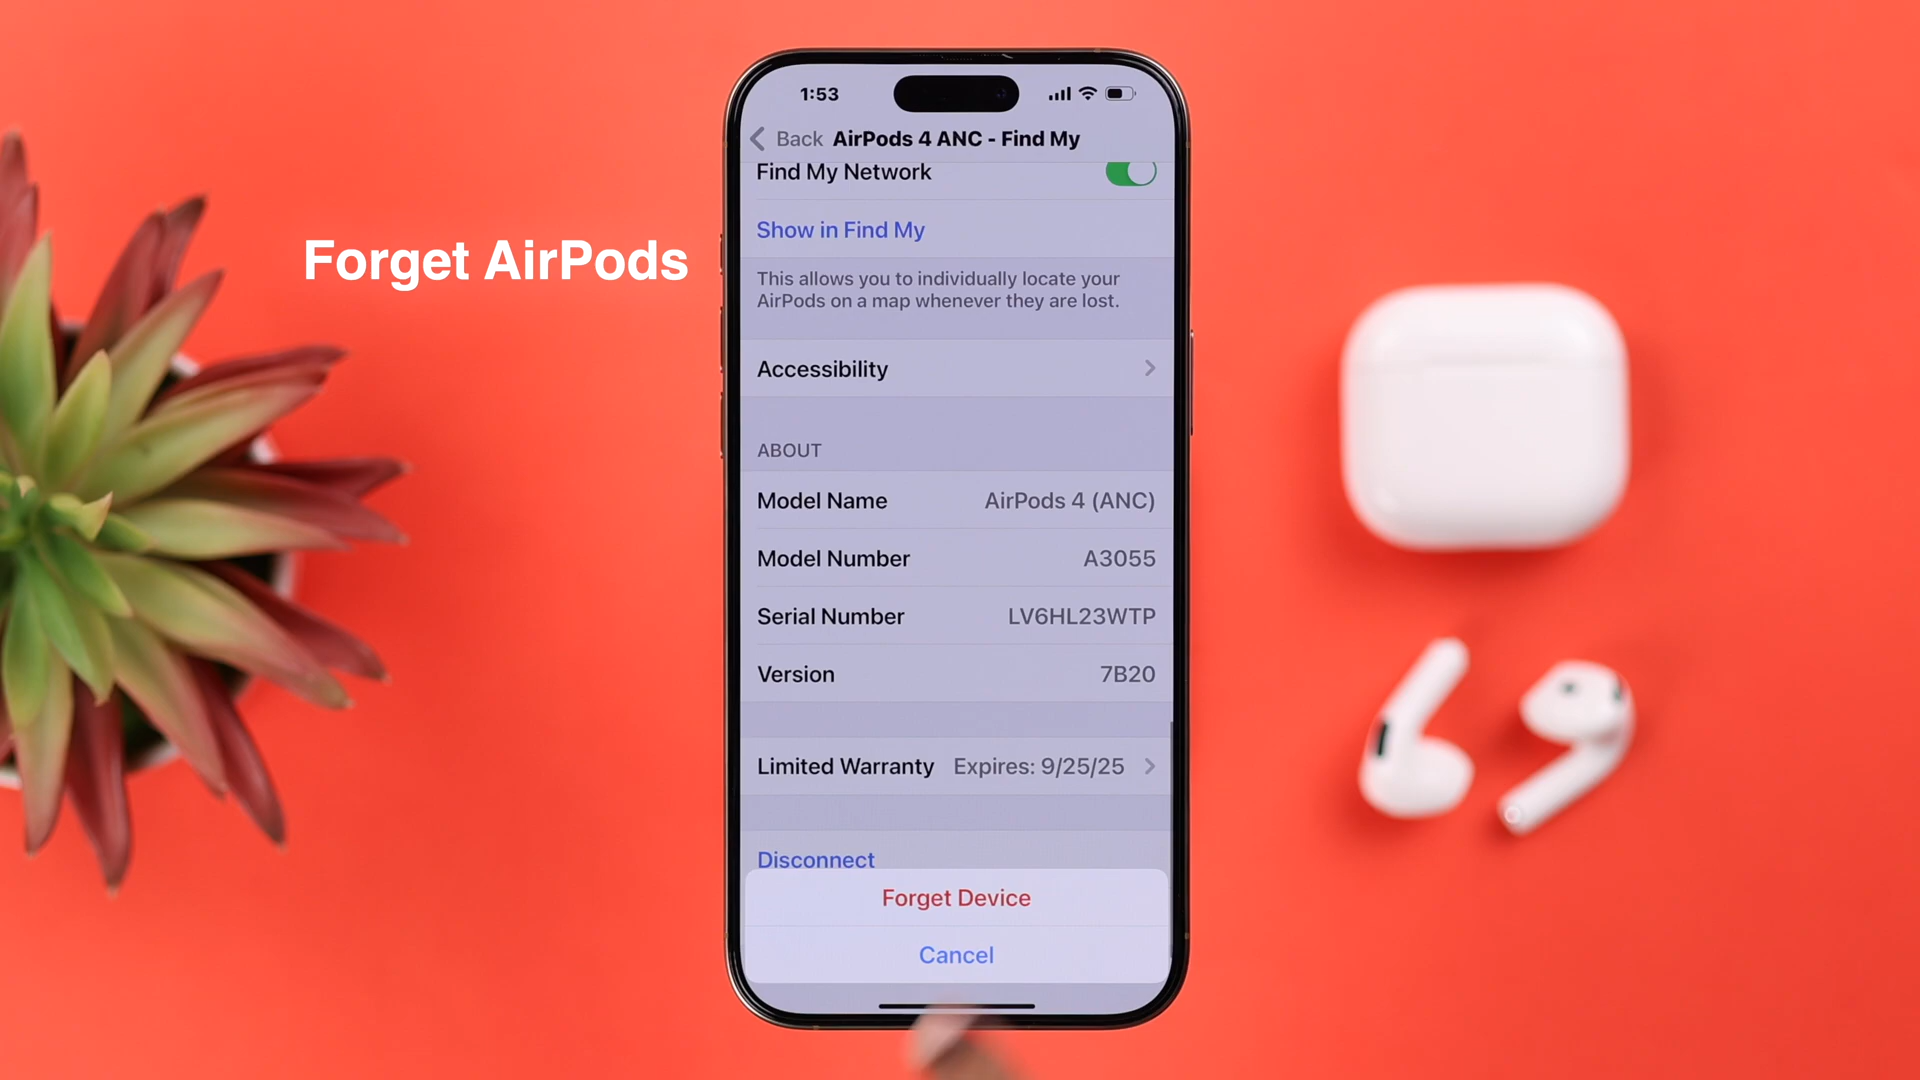 1:53
Back AirPods 4 ANC - Find My
Find My Network
Show in Find My
Forget AirPods
This allows you to individually locate your
AirPods on a map whenever they are lost.
Accessibility
ABOUT
Model Name AirPods 4 (ANC)
Model Number A3055
Serial Number LV6HL23WTP
Version 7B20
Limited Warranty Expires: 9/25/25
Disconnect
Forget Device
Cancel